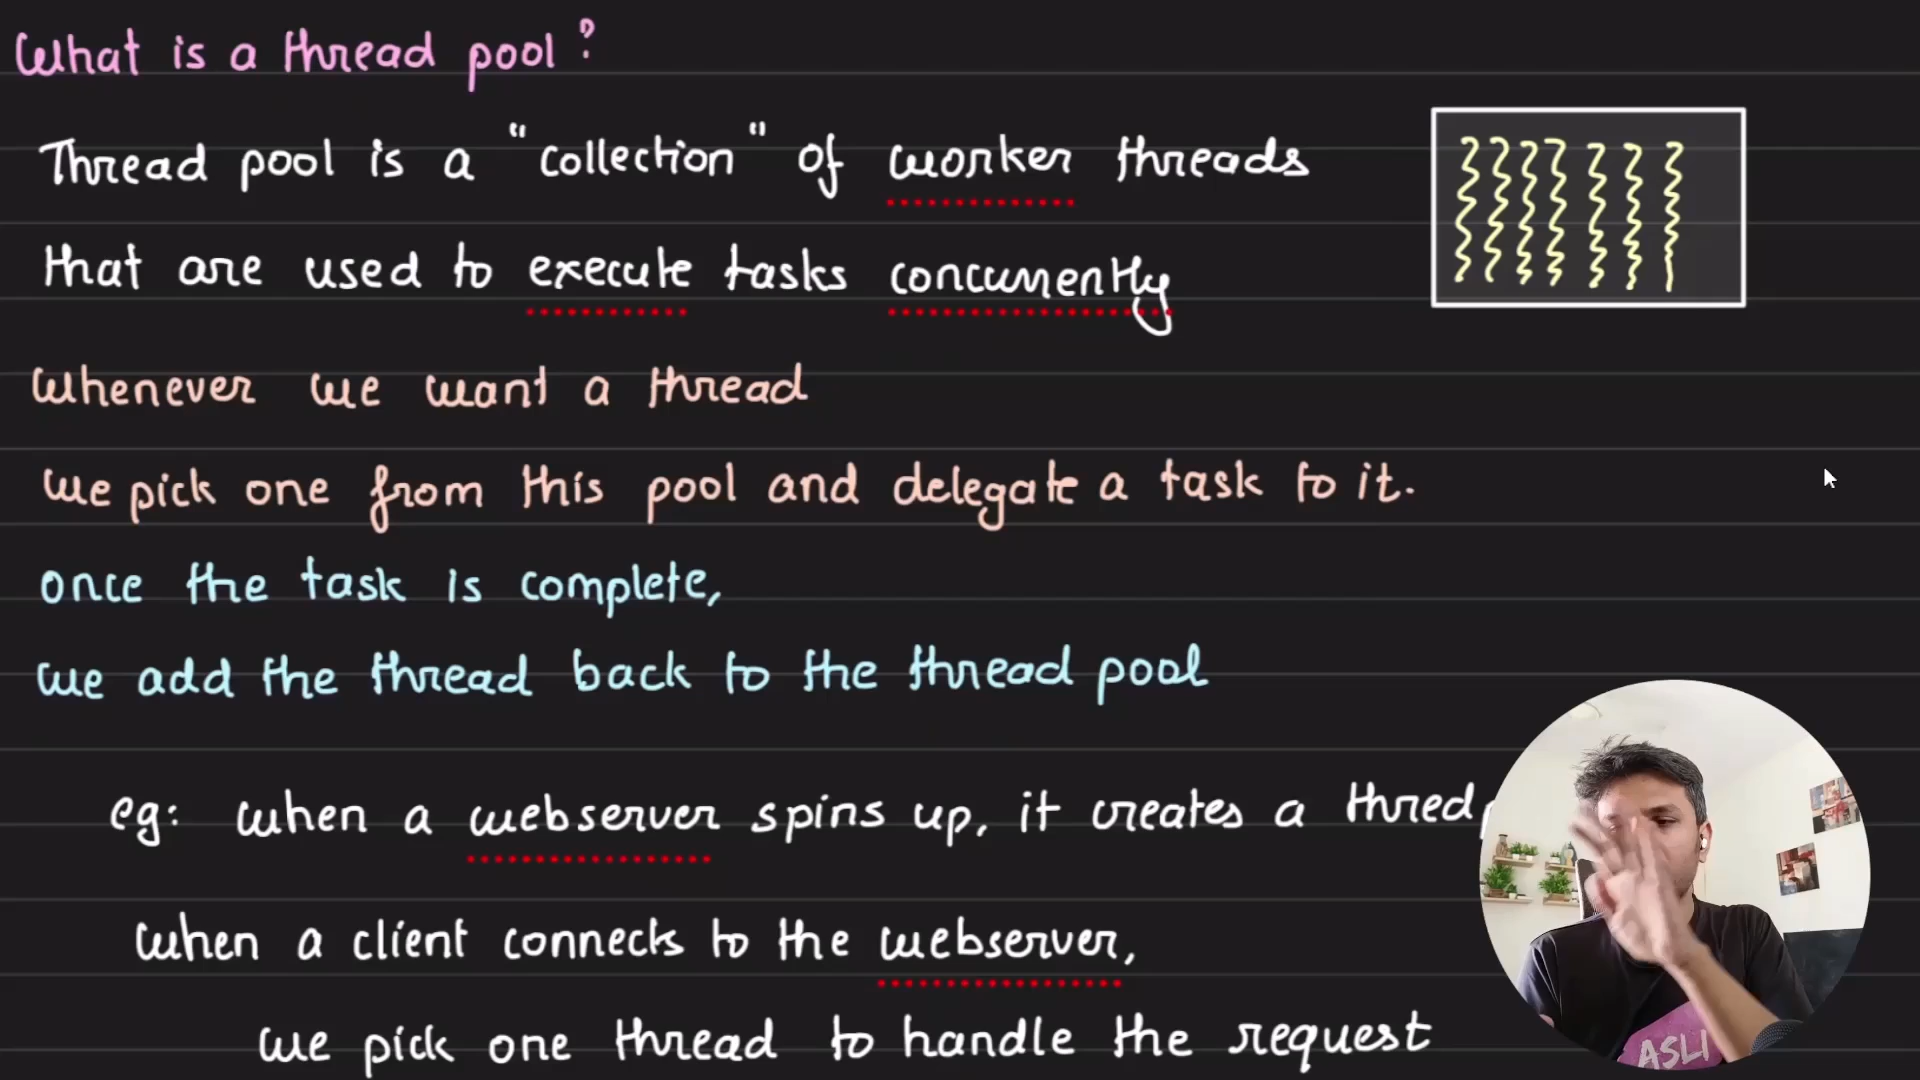 What is a thread pool?
Thread pool is a "collection" of worker threads
that are used to execute tasks concurrently
Whenever we want a thread
we pick one from this pool and delegate a task to it.
once the task is complete,
we add the thread back to the thread pool
eg: when a webserver spins up, it creates a thred
when a client connects to the webserver,
we pick one thread to handle the request
ASLI